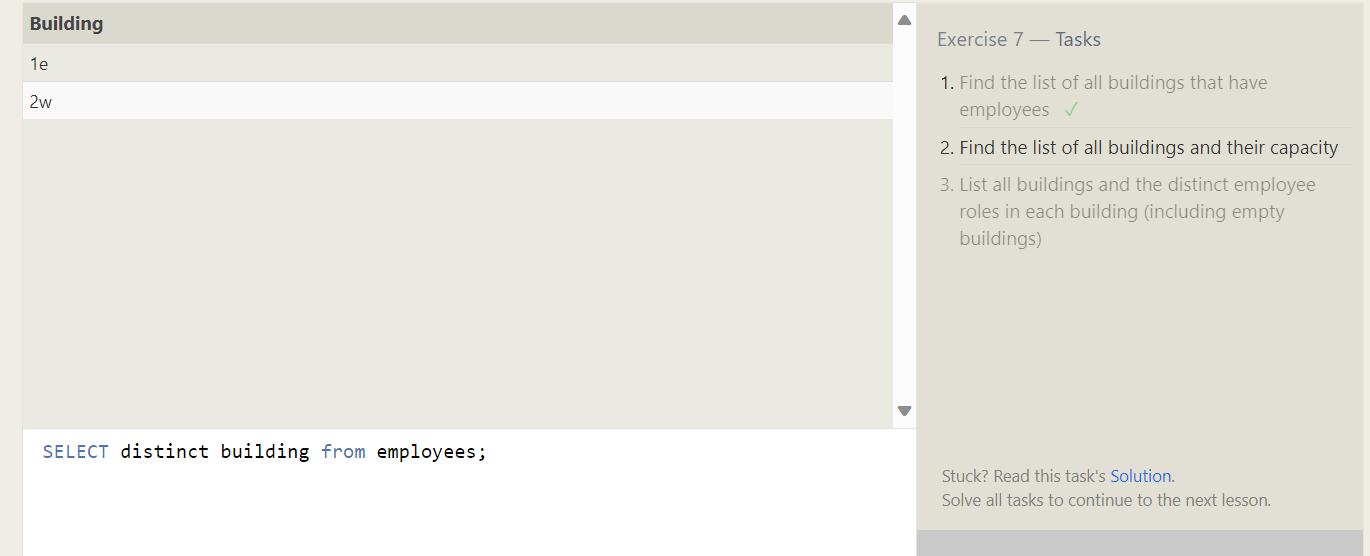 Building
1e
2w
SELECT distinct building from employees;
Exercise 7 — Tasks
1. Find the list of all buildings that have
employees ✓
2. Find the list of all buildings and their capacity
3. List all buildings and the distinct employee
roles in each building (including empty
buildings)
Stuck? Read this task's Solution.
Solve all tasks to continue to the next lesson.